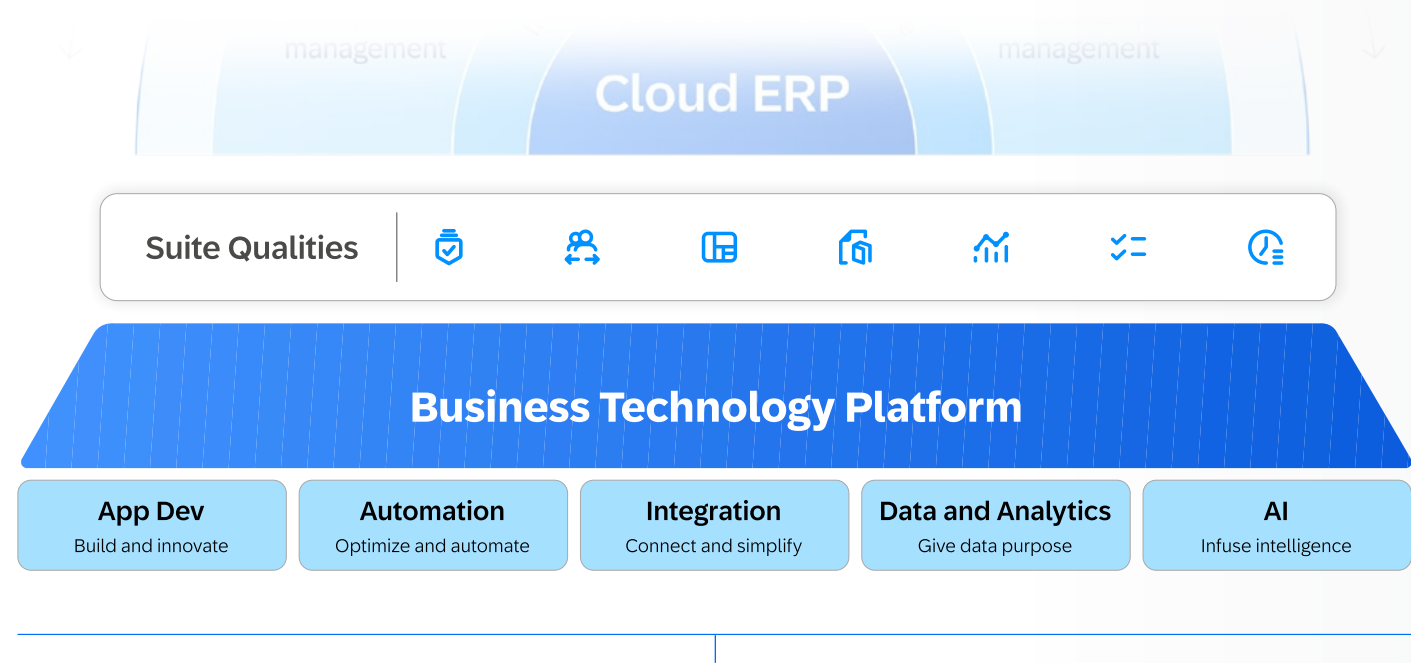 management
management
Cloud ERP
Suite Qualities
Business Technology Platform
App Dev
Build and innovate
Automation
Optimize and automate
Integration
Connect and simplify
Data and Analytics
Give data purpose
AI
Infuse intelligence